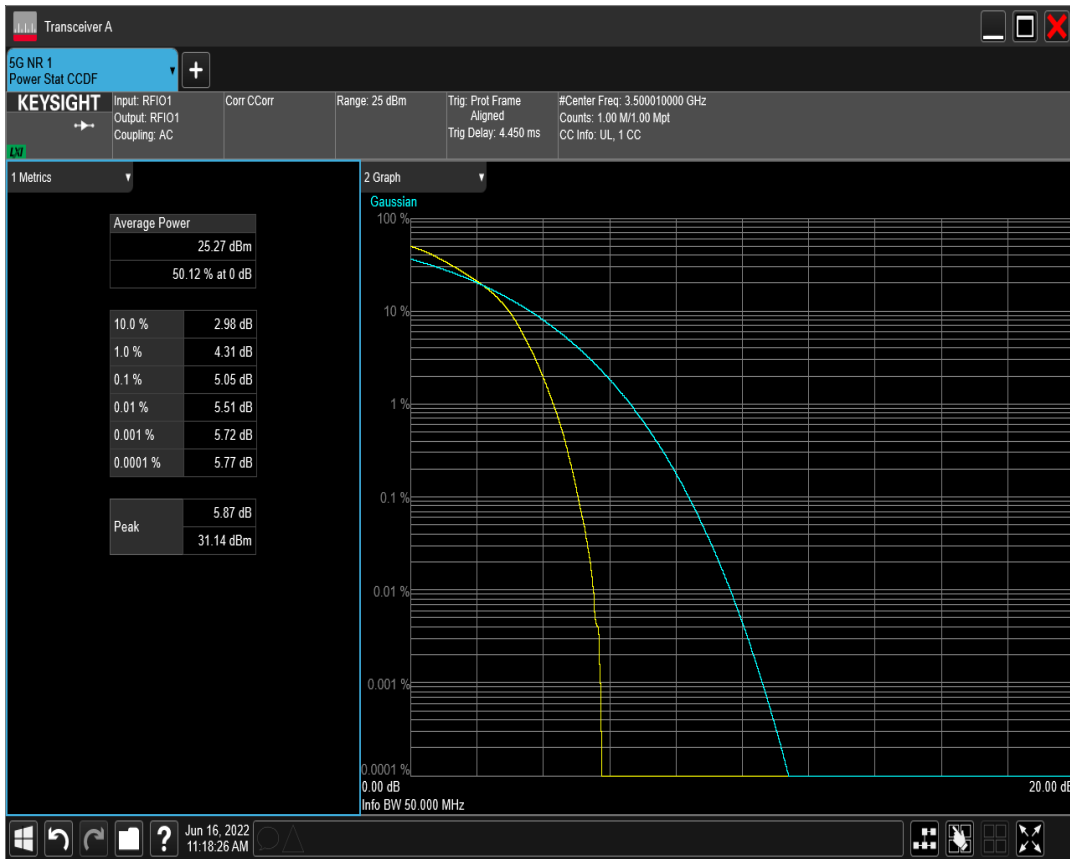 Transceiver A
5G NR 1
Power Stat CCDF
+
KEYSIGHT
LXI
Input: RFIO1
Output: RFIO1
Coupling: AC
Corr CCorr
Range: 25 dBm
Trig: Prot Frame
Aligned
Trig Delay: 4.450 ms
#Center Freq: 3.500010000 GHz
Counts: 1.00 M/1.00 Mpt
CC Info: UL, 1 CC
1 Metrics
Average Power
25.27 dBm
50.12 % at 0 dB
10.0 % 2.98 dB
1.0 % 4.31 dB
0.1 % 5.05 dB
0.01 % 5.51 dB
0.001 % 5.72 dB
0.0001 % 5.77 dB
Peak
5.87 dB
31.14 dBm
2 Graph
Gaussian
100 %
10 %
1 %
0.1 %
0.01 %
0.001 %
0.0001 %
0.00 dB 20.00 dB
Info BW 50.000 MHz
?
Jun 16, 2022
11:18:26 AM